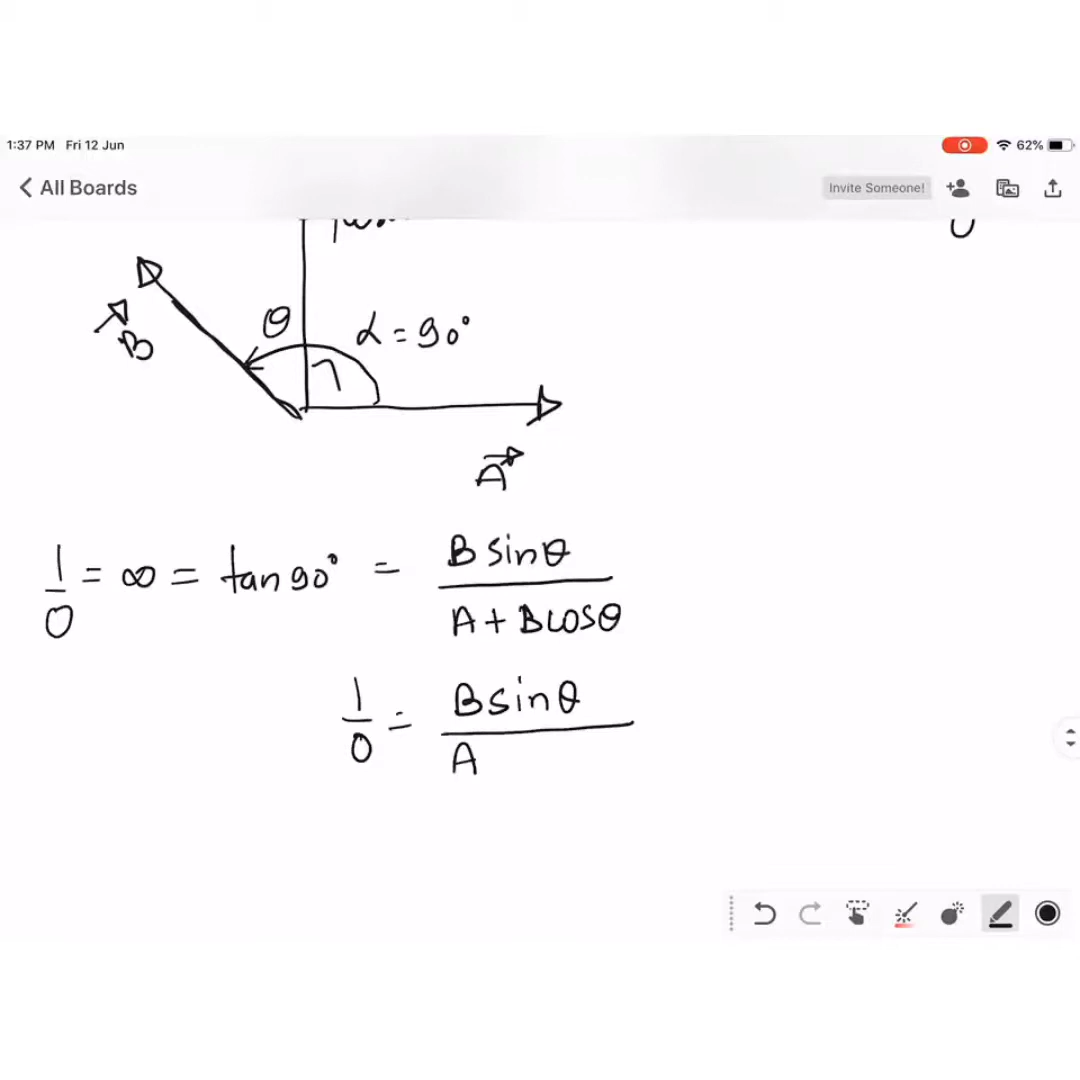 1:37 PM Fri 12 Jun 62%
All Boards Invite Someone!
θ α = 90°
B
A
1/0 = ∞ = tan 90° = B sinθ / A + B cosθ
1/0 = B sinθ / A